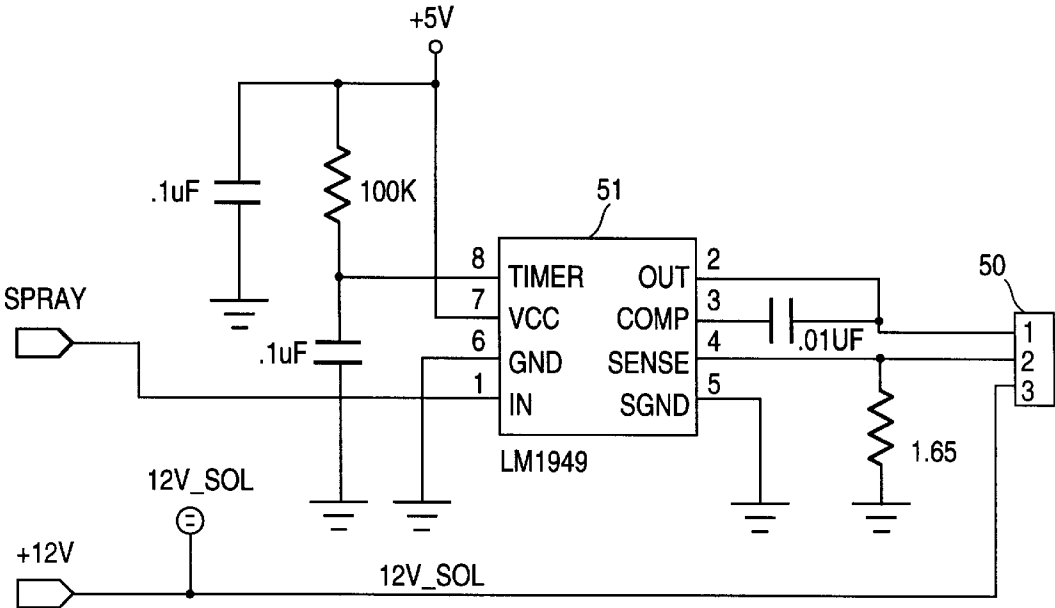 +5V
.1uF
100K
51
50
8
TIMER
OUT
2
SPRAY
7
VCC
COMP
3
.01UF
1
.1uF
6
GND
SENSE
4
2
1
IN
SGND
5
3
LM1949
1.65
12V_SOL
+12V
12V_SOL